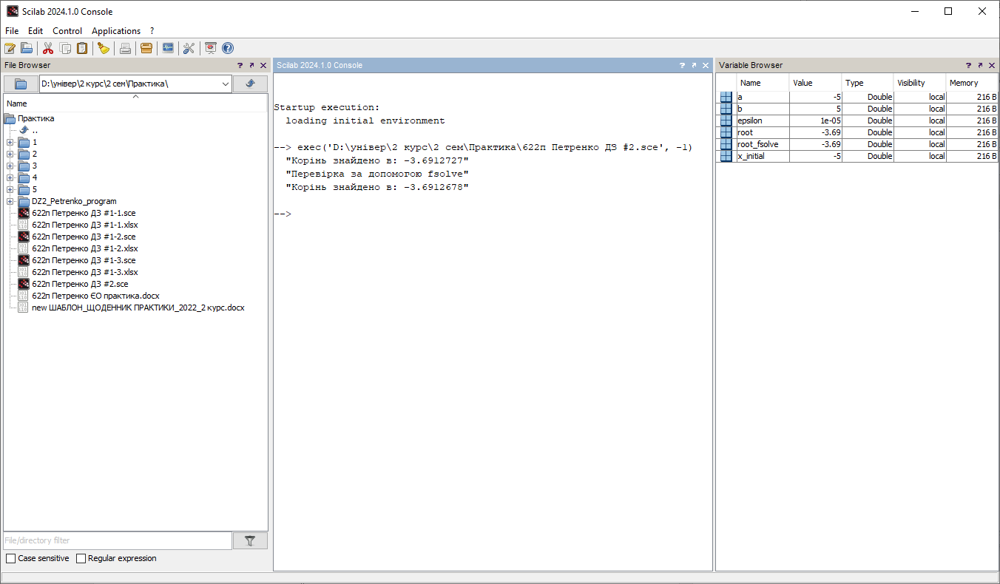 Scilab 2024.1.0 Console
File Edit Control Applications ?
File Browser
D:\універ\2 курс\2 сем\Практика\
Name
Практика
..
1
2
3
4
5
DZ2_Petrenko_program
622п Петренко ДЗ #1-1.sce
622п Петренко ДЗ #1-1.xlsx
622п Петренко ДЗ #1-2.sce
622п Петренко ДЗ #1-2.xlsx
622п Петренко ДЗ #1-3.sce
622п Петренко ДЗ #1-3.xlsx
622п Петренко ДЗ #2.sce
622п Петренко ЄО практика.docx
new ШАБЛОН_ЩОДЕННИК ПРАКТИКИ_2022_2 курс.docx
File/directory filter
Case sensitive Regular expression
Scilab 2024.1.0 Console
Startup execution:
loading initial environment
--> exec('D:\універ\2 курс\2 сем\Практика\622п Петренко ДЗ #2.sce', -1)
"Корінь знайдено в: -3.6912727"
"Перевірка за допомогою fsolve"
"Корінь знайдено в: -3.6912678"
-->
Variable Browser
Name Value Type Visibility Memory
a -5 Double local 216 B
b 5 Double local 216 B
epsilon 1e-05 Double local 216 B
root -3.69 Double local 216 B
root_fsolve -3.69 Double local 216 B
x_initial -5 Double local 216 B